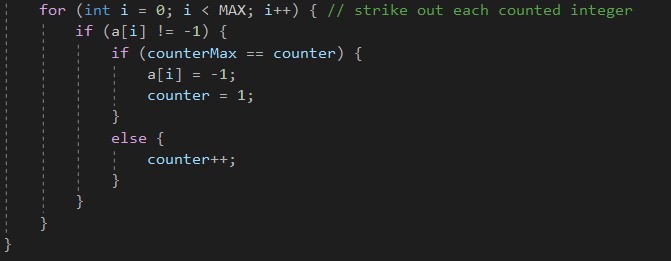 for (int i = 0; i < MAX; i++) { // strike out each counted integer
if (a[i] != -1) {
if (counterMax == counter) {
a[i] = -1;
counter = 1;
}
else {
counter++;
}
}
}
}